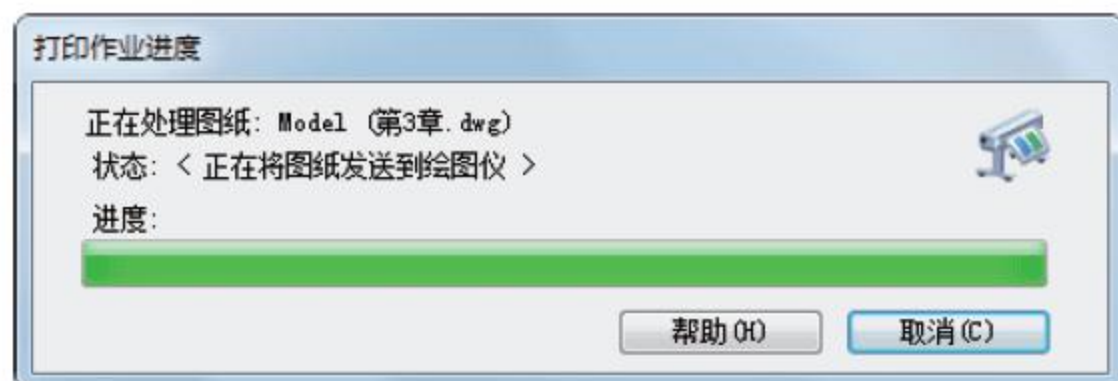 打印作业进度
正在处理图纸: Model (第3章.dwg)
状态: < 正在将图纸发送到绘图仪 >
进度:
帮助(H) 取消(C)